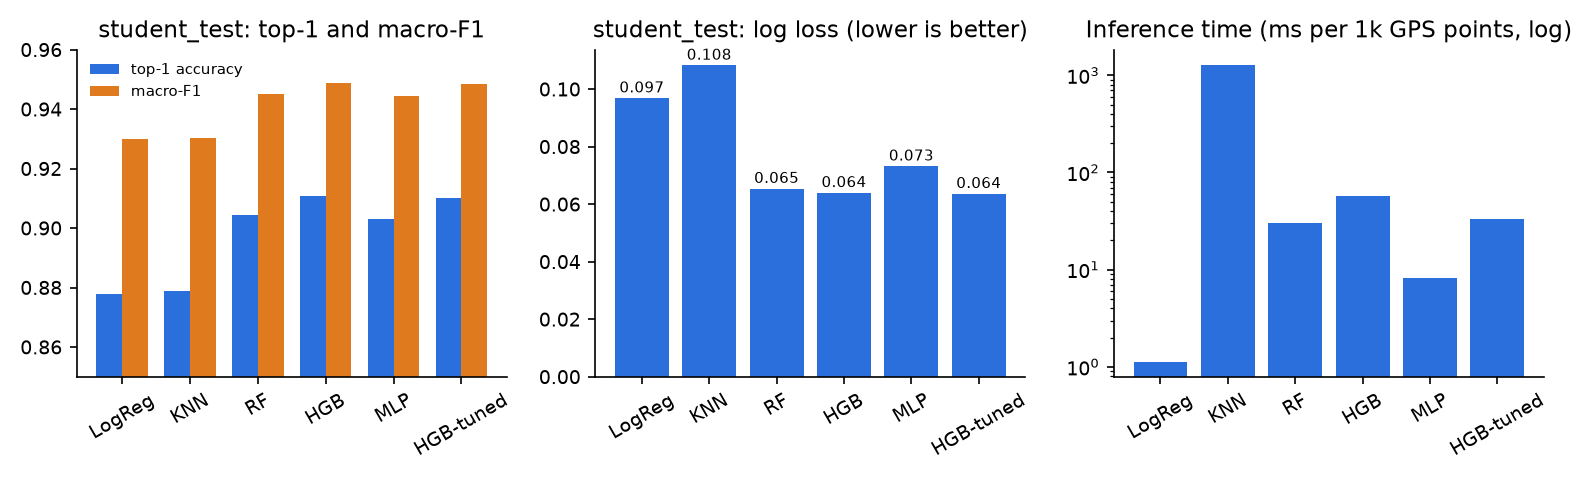 student_test: top-1 and macro-F1
0.96
0.94
0.92
0.90
0.88
0.86
top-1 accuracy
macro-F1
LogReg
KNN
RF
HGB
MLP
HGB-tuned
student_test: log loss (lower is better)
0.10
0.08
0.06
0.04
0.02
0.00
0.097
0.108
0.065
0.064
0.073
0.064
LogReg
KNN
RF
HGB
MLP
HGB-tuned
Inference time (ms per 1k GPS points, log)
10³
10²
10¹
10⁰
LogReg
KNN
RF
HGB
MLP
HGB-tuned